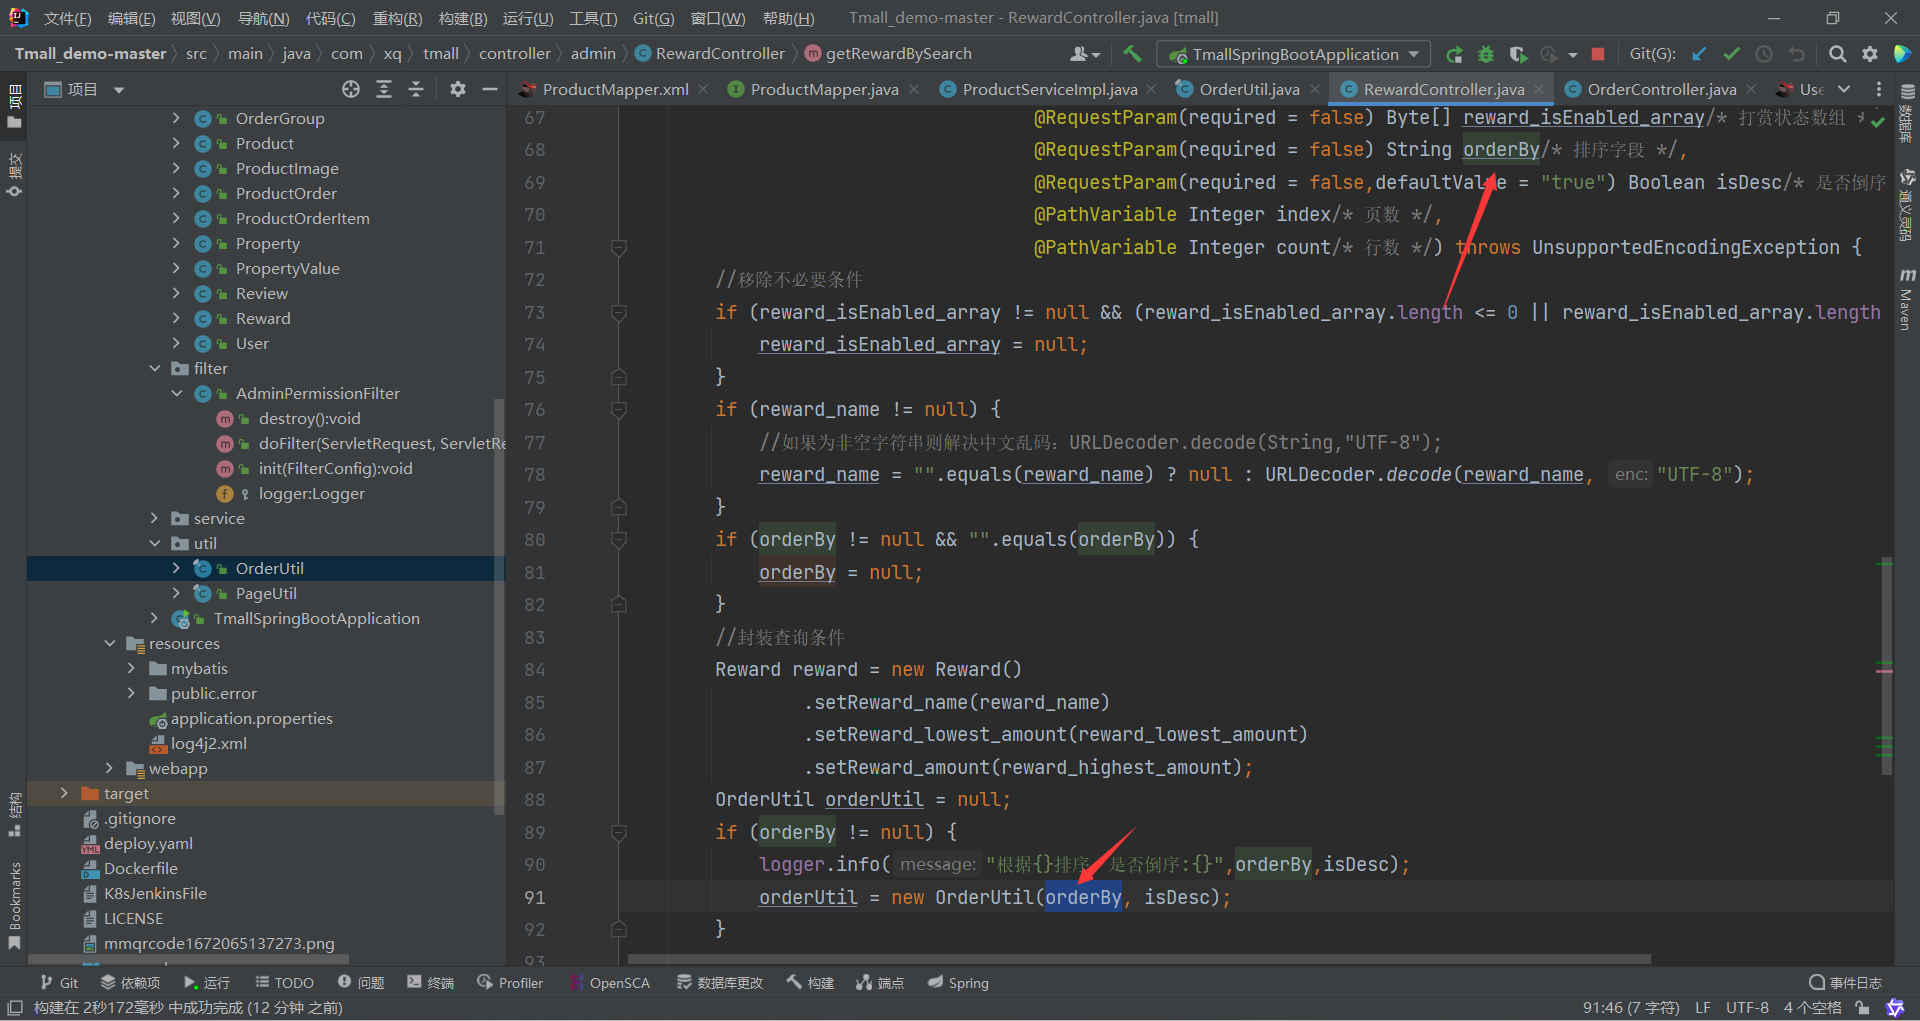 文件(F) 编辑(E) 视图(V) 导航(N) 代码(C) 重构(R) 构建(B) 运行(U) 工具(T) Git(G) 窗口(W) 帮助(H) Tmall_demo-master - RewardController.java [tmall]
Tmall_demo-master src main java com xq tmall controller admin RewardController getRewardBySearch TmallSpringBootApplication Git(G):
项目 ProductMapper.xml ProductMapper.java ProductServiceImpl.java OrderUtil.java RewardController.java OrderController.java Use
项目
提交
结构
Bookmarks
OrderGroup
Product
ProductImage
ProductOrder
ProductOrderItem
Property
PropertyValue
Review
Reward
User
filter
AdminPermissionFilter
destroy():void
doFilter(ServletRequest, ServletRe
init(FilterConfig):void
logger:Logger
service
util
OrderUtil
PageUtil
TmallSpringBootApplication
resources
mybatis
public.error
application.properties
log4j2.xml
webapp
target
.gitignore
deploy.yaml
Dockerfile
K8sJenkinsFile
LICENSE
mmqrcode1672065137273.png
67 @RequestParam(required = false) Byte[] reward_isEnabled_array/* 打赏状态数组 *
68 @RequestParam(required = false) String orderBy/* 排序字段 */,
69 @RequestParam(required = false,defaultValue = "true") Boolean isDesc/* 是否倒序
70 @PathVariable Integer index/* 页数 */,
71 @PathVariable Integer count/* 行数 */) throws UnsupportedEncodingException {
72 //移除不必要条件
73 if (reward_isEnabled_array != null && (reward_isEnabled_array.length <= 0 || reward_isEnabled_array.length
74 reward_isEnabled_array = null;
75 }
76 if (reward_name != null) {
77 //如果为非空字符串则解决中文乱码：URLDecoder.decode(String,"UTF-8");
78 reward_name = "".equals(reward_name) ? null : URLDecoder.decode(reward_name, enc: "UTF-8");
79 }
80 if (orderBy != null && "".equals(orderBy)) {
81 orderBy = null;
82 }
83 //封装查询条件
84 Reward reward = new Reward()
85 .setReward_name(reward_name)
86 .setReward_lowest_amount(reward_lowest_amount)
87 .setReward_amount(reward_highest_amount);
88 OrderUtil orderUtil = null;
89 if (orderBy != null) {
90 logger.info( message: "根据{}排序，是否倒序:{}",orderBy,isDesc);
91 orderUtil = new OrderUtil(orderBy, isDesc);
92 }
93
数据库
通义灵码
Maven
Git 依赖项 运行 TODO 问题 终端 Profiler OpenSCA 数据库更改 构建 端点 Spring 事件日志
构建在 2秒172毫秒 中成功完成 (12 分钟 之前) 91:46 (7 字符) LF UTF-8 4 个空格